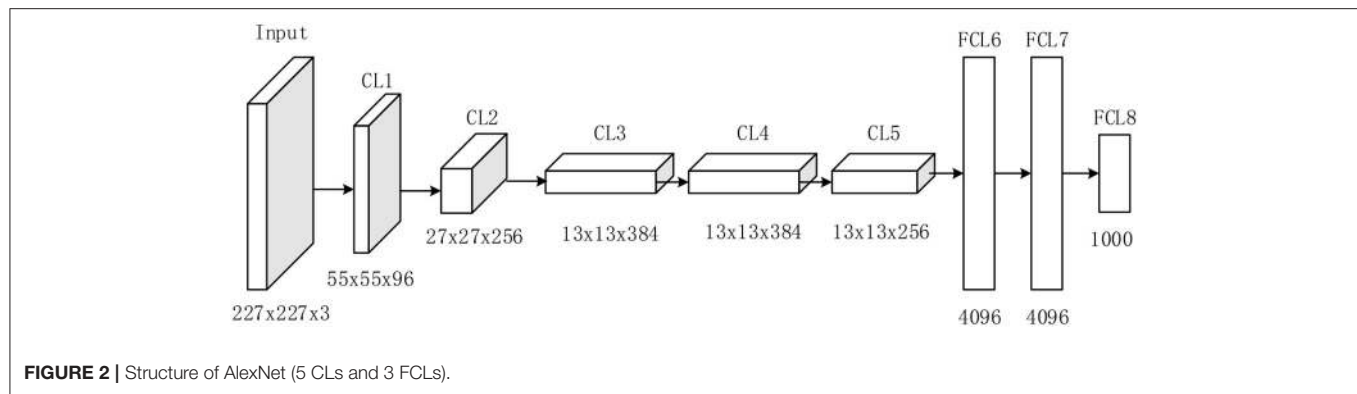 Input
CL1
CL2
CL3
CL4
CL5
FCL6
FCL7
FCL8
227x227x3
55x55x96
27x27x256
13x13x384
13x13x384
13x13x256
4096
4096
1000
FIGURE 2 | Structure of AlexNet (5 CLs and 3 FCLs).